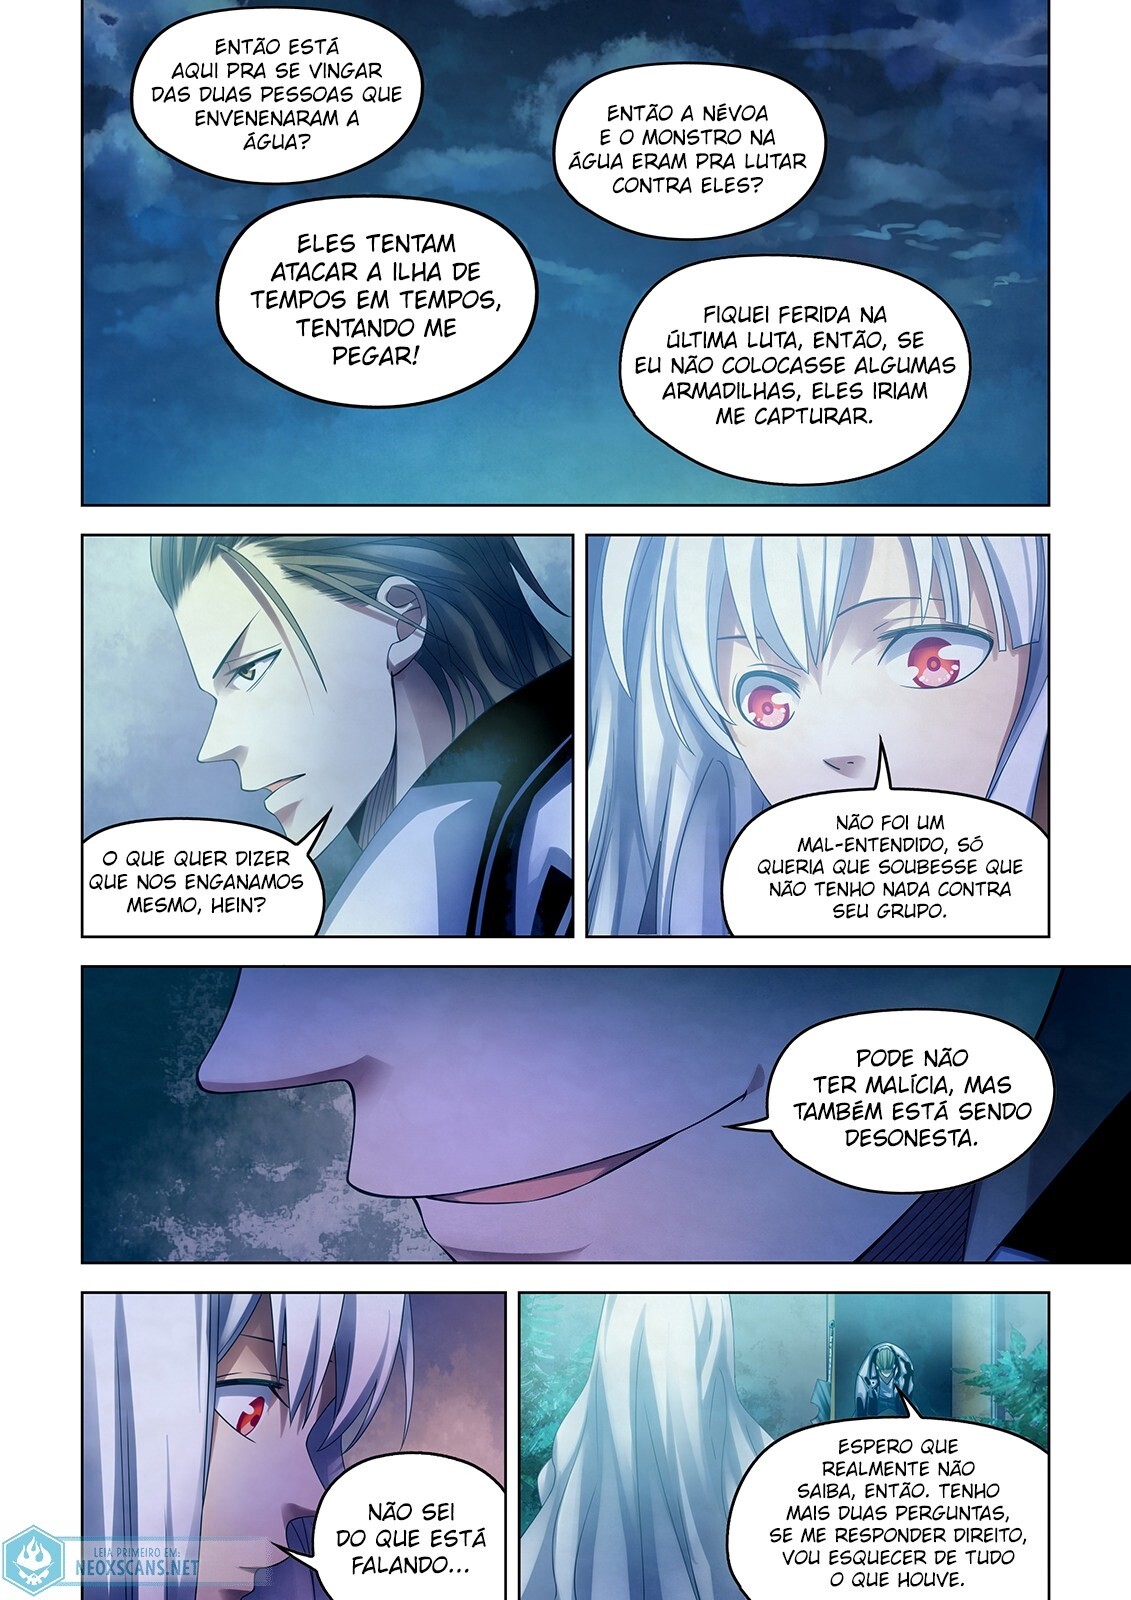 ENTÃO ESTÁ
AQUI PRA SE VINGAR
DAS DUAS PESSOAS QUE
ENVENENARAM A
ÁGUA?
ENTÃO A NÉVOA
E O MONSTRO NA
ÁGUA ERAM PRA LUTAR
CONTRA ELES?
ELES TENTAM
ATACAR A ILHA DE
TEMPOS EM TEMPOS,
TENTANDO ME
PEGAR!
FIQUEI FERIDA NA
ÚLTIMA LUTA, ENTÃO, SE
EU NÃO COLOCASSE ALGUMAS
ARMADILHAS, ELES IRIAM
ME CAPTURAR.
O QUE QUER DIZER
QUE NOS ENGANAMOS
MESMO, HEIN?
NÃO FOI UM
MAL-ENTENDIDO, SÓ
QUERIA QUE SOUBESSE QUE
NÃO TENHO NADA CONTRA
SEU GRUPO.
PODE NÃO
TER MALÍCIA, MAS
TAMBÉM ESTÁ SENDO
DESONESTA.
NÃO SEI
DO QUE ESTÁ
FALANDO...
ESPERO QUE
REALMENTE NÃO
SAIBA, ENTÃO. TENHO
MAIS DUAS PERGUNTAS,
SE ME RESPONDER DIREITO,
VOU ESQUECER DE TUDO
O QUE HOUVE.
LEIA PRIMEIRO EM:
NEOXSCANS.NET